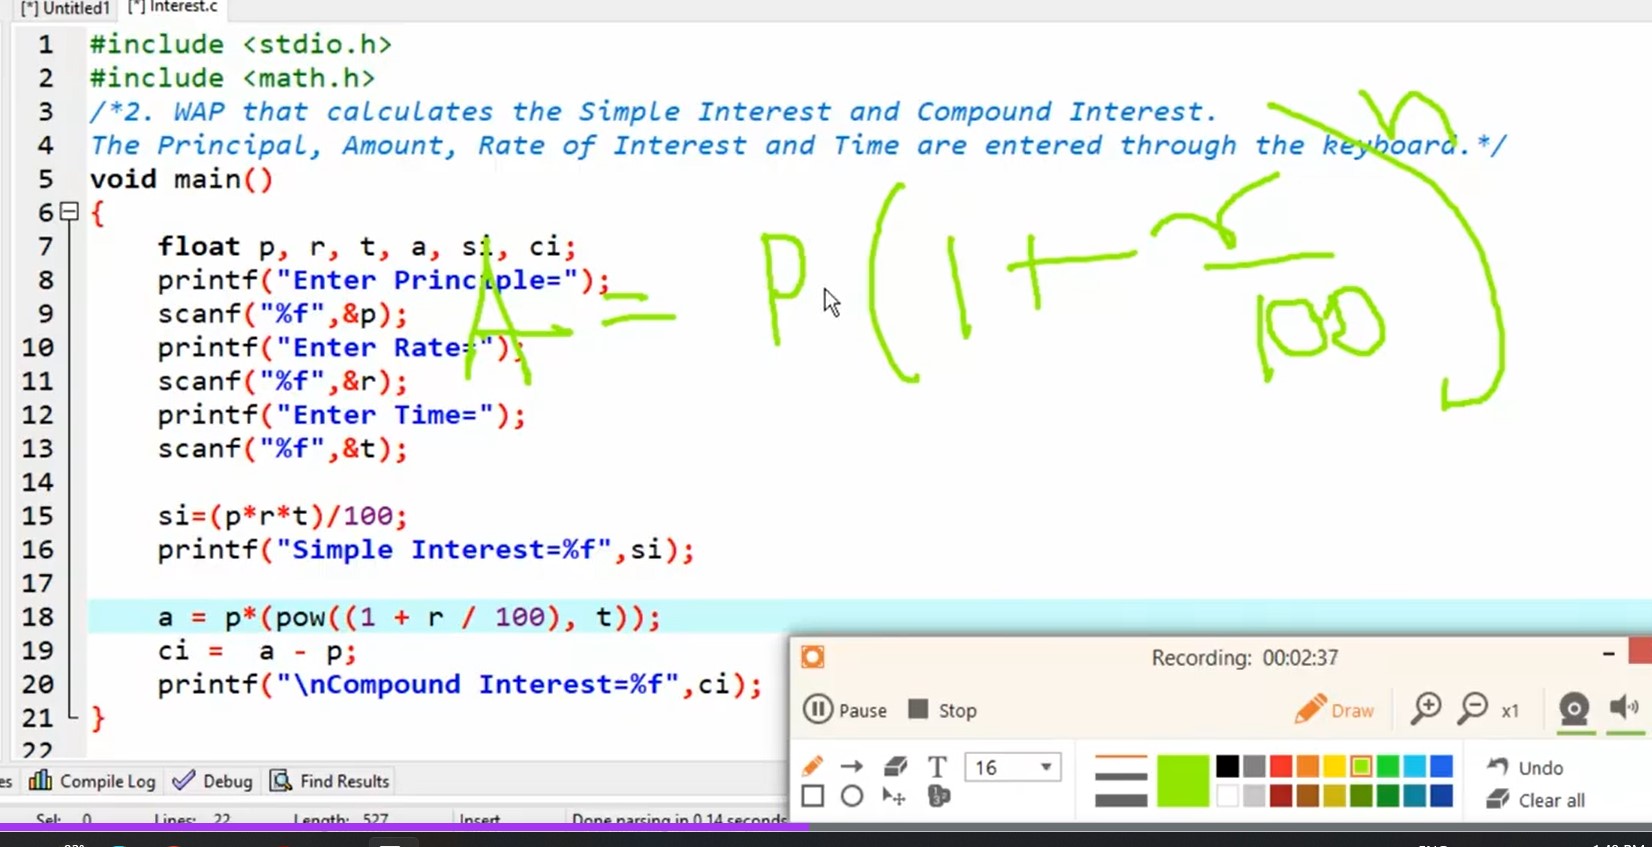 [*] Untitled1 [*] Interest.c
1 #include <stdio.h>
2 #include <math.h>
3 /*2. WAP that calculates the Simple Interest and Compound Interest.
4 The Principal, Amount, Rate of Interest and Time are entered through the keyboard.*/
5 void main()
6 {
7 float p, r, t, a, si, ci;
8 printf("Enter Principle=");
9 scanf("%f",&p);
10 printf("Enter Rate=");
11 scanf("%f",&r);
12 printf("Enter Time=");
13 scanf("%f",&t);
14
15 si=(p*r*t)/100;
16 printf("Simple Interest=%f",si);
17
18 a = p*(pow((1 + r / 100), t));
19 ci = a - p;
20 printf("\nCompound Interest=%f",ci);
21 }
22
A = P (1 + r/100) n
Recording: 00:02:37
Pause Stop Draw x1
T 16
Undo
Clear all
es Compile Log Debug Find Results
Sel: 0 Lines: 22 Length: 527 Insert Done parsing in 0.14 seconds